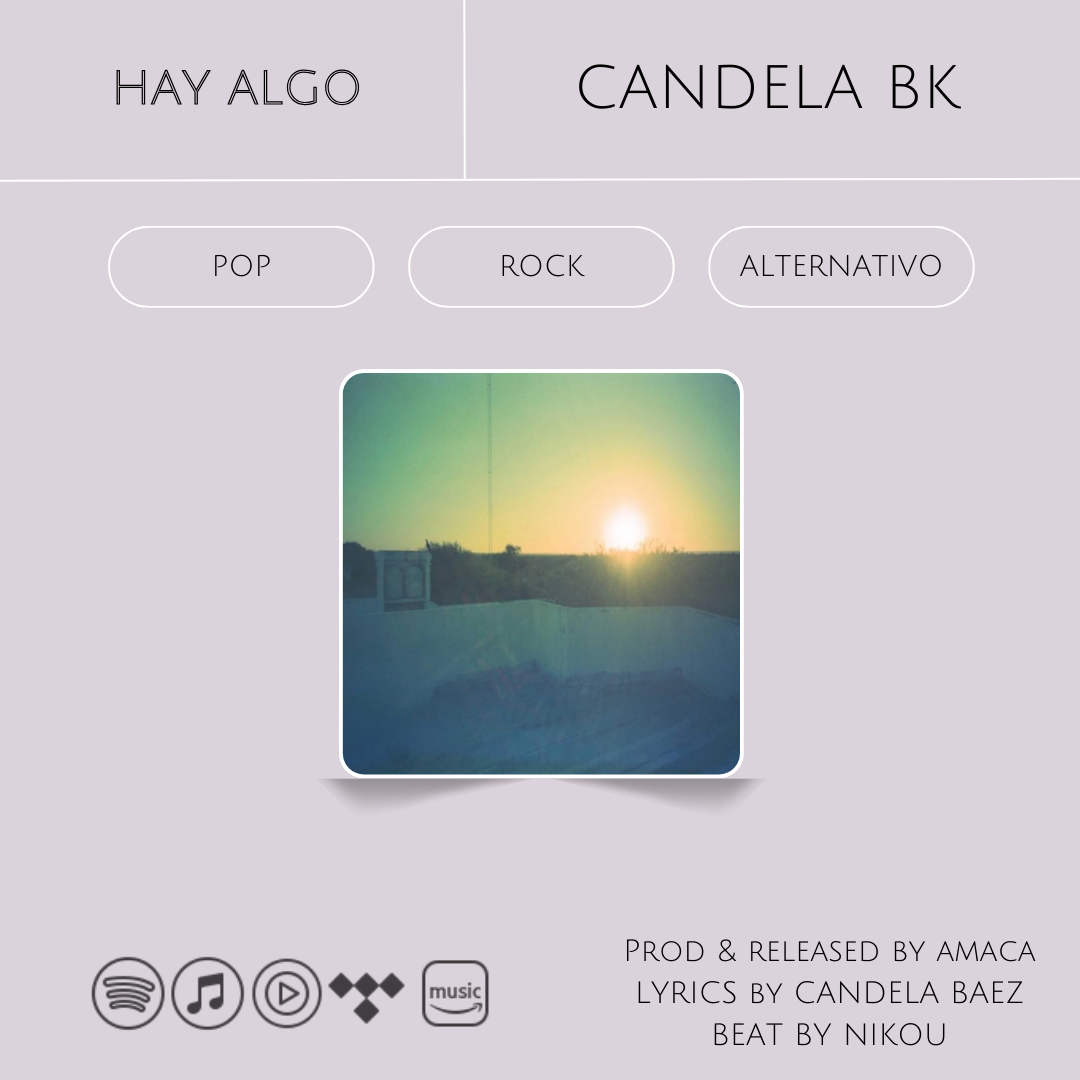 HAY ALGO
CANDELA BK
POP
ROCK
ALTERNATIVO
music
PROD & RELEASED BY AMACA
LYRICS BY CANDELA BAEZ
BEAT BY NIKOU